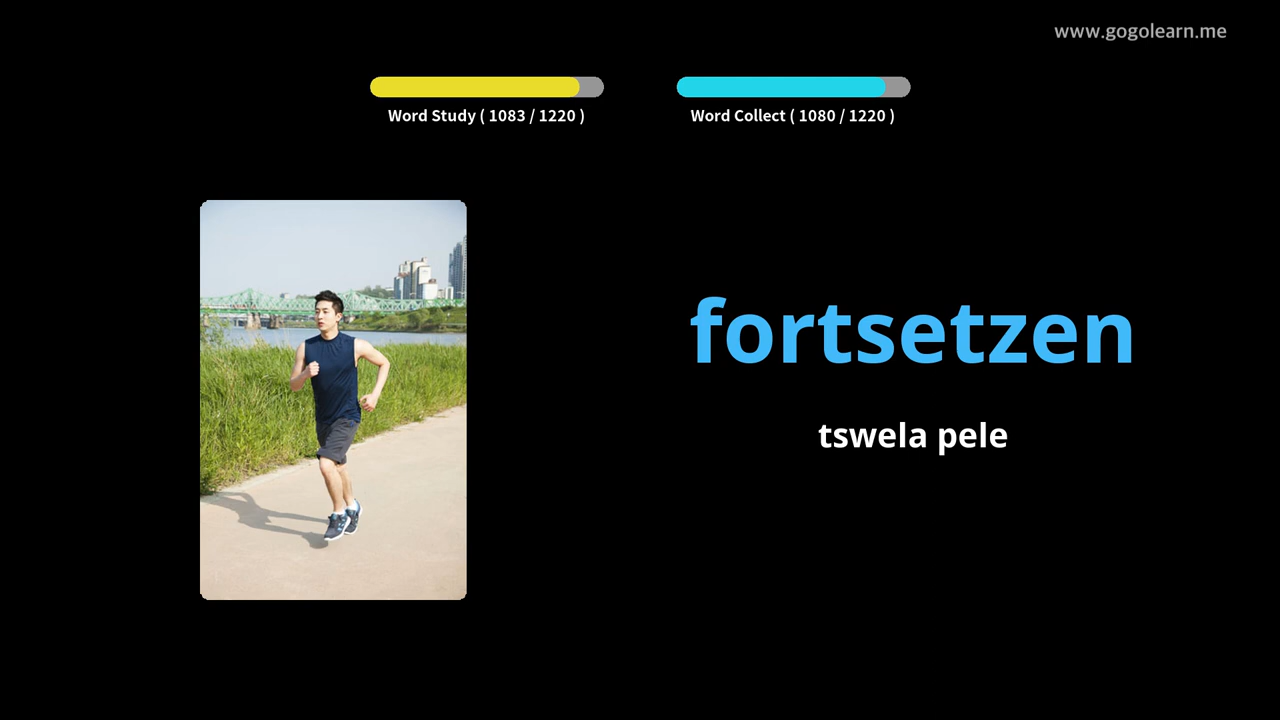 www.gogolearn.me
Word Study ( 1083 / 1220 )
Word Collect ( 1080 / 1220 )
fortsetzen
tswela pele